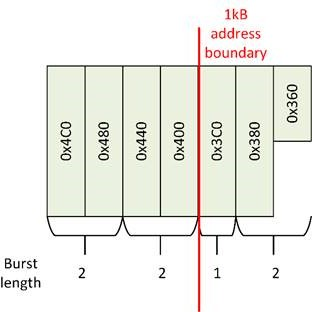 1kB
address
boundary
0x4C0
0x480
0x440
0x400
0x3C0
0x380
0x360
Burst
length
2
2
1
2